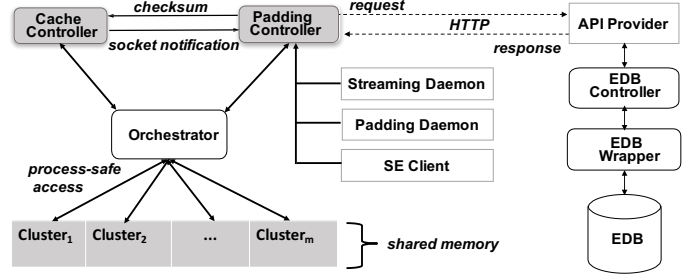 checksum
request
Cache
Controller
Padding
Controller
HTTP
API Provider
socket notification
response
Streaming Daemon
EDB
Controller
Orchestrator
Padding Daemon
EDB
Wrapper
process-safe
access
SE Client
Cluster1
Cluster2
...
Clusterm
shared memory
EDB